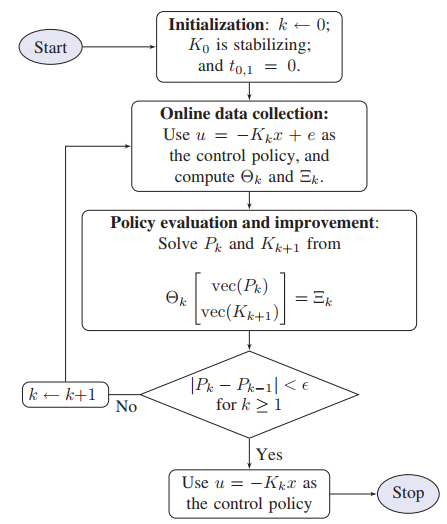 Start
Initialization: k ← 0;
K₀ is stabilizing;
and t₀,₁ = 0.
Online data collection:
Use u = −Kₖx + e as
the control policy, and
compute Θₖ and Ξₖ.
Policy evaluation and improvement:
Solve Pₖ and Kₖ₊₁ from
Θₖ [vec(Pₖ)
vec(Kₖ₊₁)] = Ξₖ
|Pₖ − Pₖ₋₁| < ϵ
for k ≥ 1
k ← k+1
No
Yes
Use u = −Kₖx as
the control policy
Stop